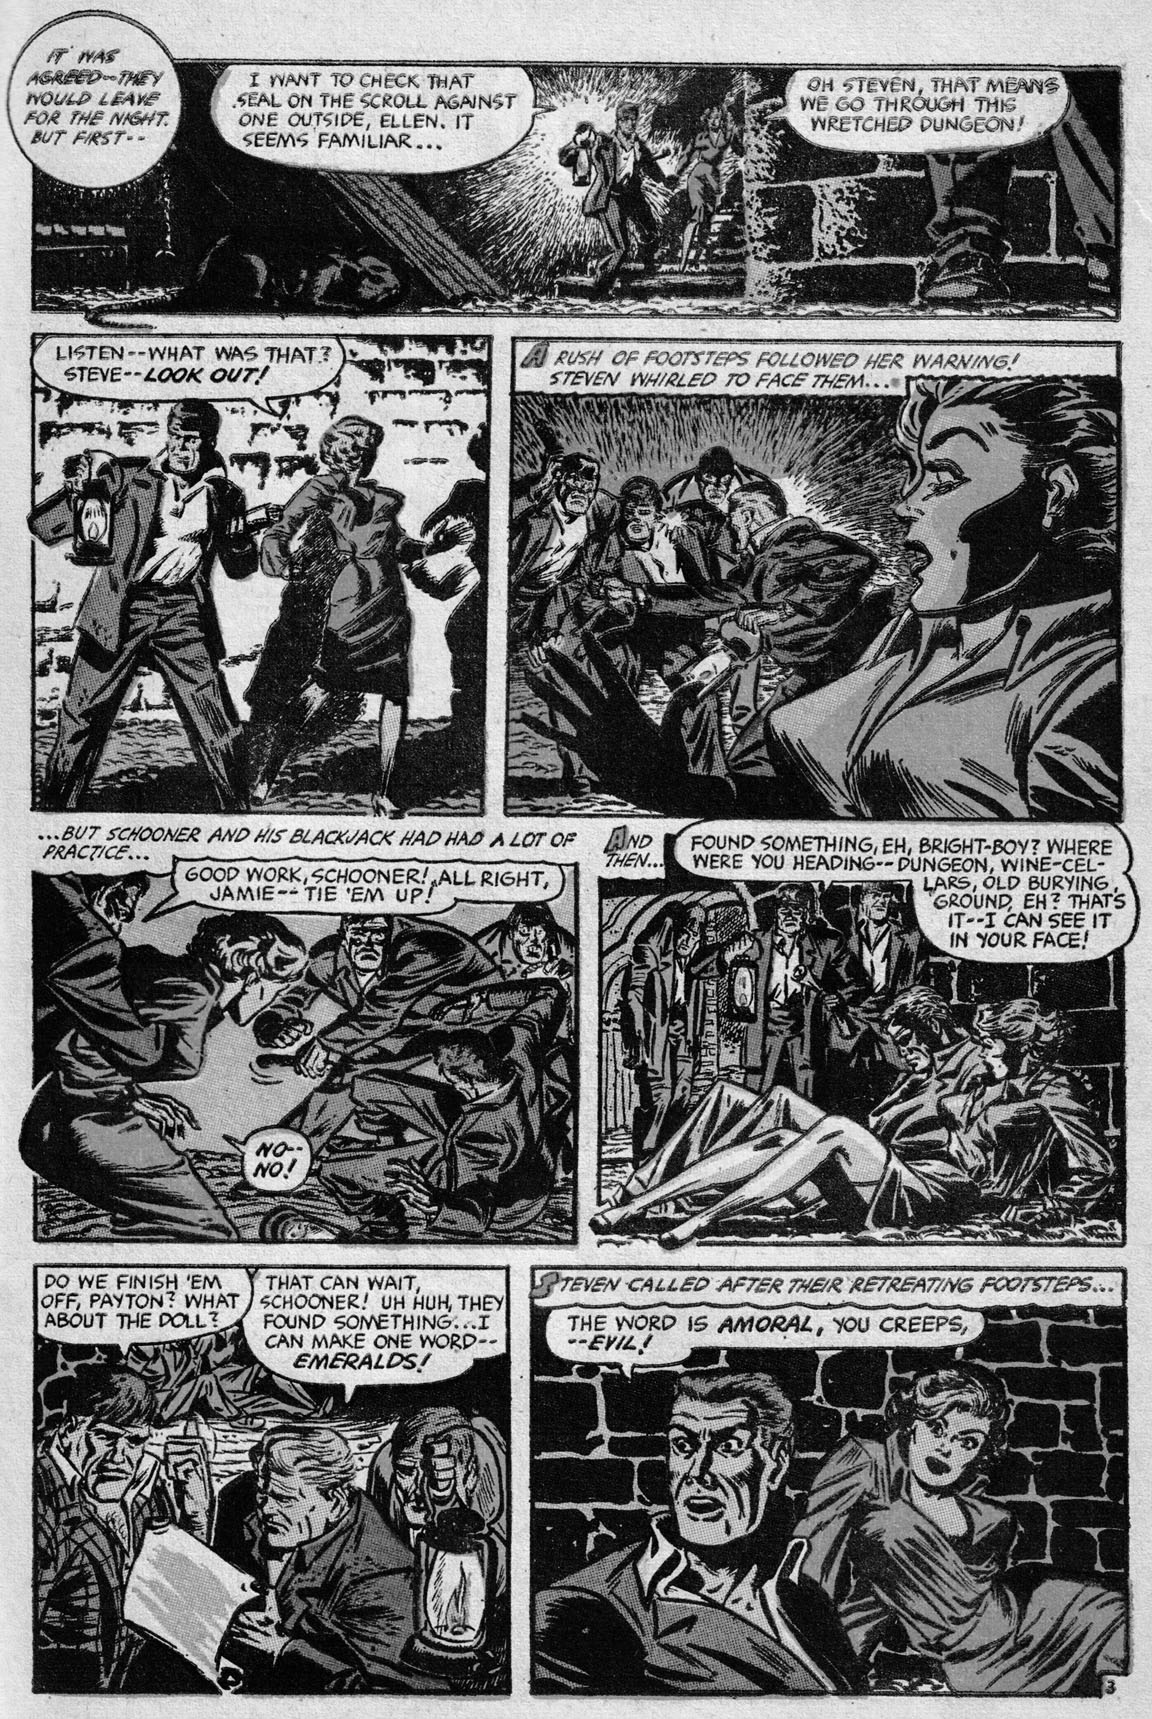 IT WAS
AGREED--THEY
WOULD LEAVE
FOR THE NIGHT.
BUT FIRST--
I WANT TO CHECK THAT
SEAL ON THE SCROLL AGAINST
ONE OUTSIDE, ELLEN. IT
SEEMS FAMILIAR...
OH STEVEN, THAT MEANS
WE GO THROUGH THIS
WRETCHED DUNGEON!
LISTEN--WHAT WAS THAT?
STEVE--LOOK OUT!
A RUSH OF FOOTSTEPS FOLLOWED HER WARNING!
STEVEN WHIRLED TO FACE THEM...
...BUT SCHOONER AND HIS BLACKJACK HAD HAD A LOT OF
PRACTICE...
GOOD WORK, SCHOONER! ALL RIGHT,
JAMIE-- TIE 'EM UP!
NO--
NO!
AND
THEN...
FOUND SOMETHING, EH, BRIGHT-BOY? WHERE
WERE YOU HEADING--DUNGEON, WINE-CEL-
LARS, OLD BURYING
GROUND, EH? THAT'S
IT--I CAN SEE IT
IN YOUR FACE!
DO WE FINISH 'EM
OFF, PAYTON? WHAT
ABOUT THE DOLL?
THAT CAN WAIT,
SCHOONER! UH HUH, THEY
FOUND SOMETHING...I
CAN MAKE ONE WORD--
EMERALDS!
STEVEN CALLED AFTER THEIR RETREATING FOOTSTEPS...
THE WORD IS AMORAL, YOU CREEPS,
--EVIL!
3